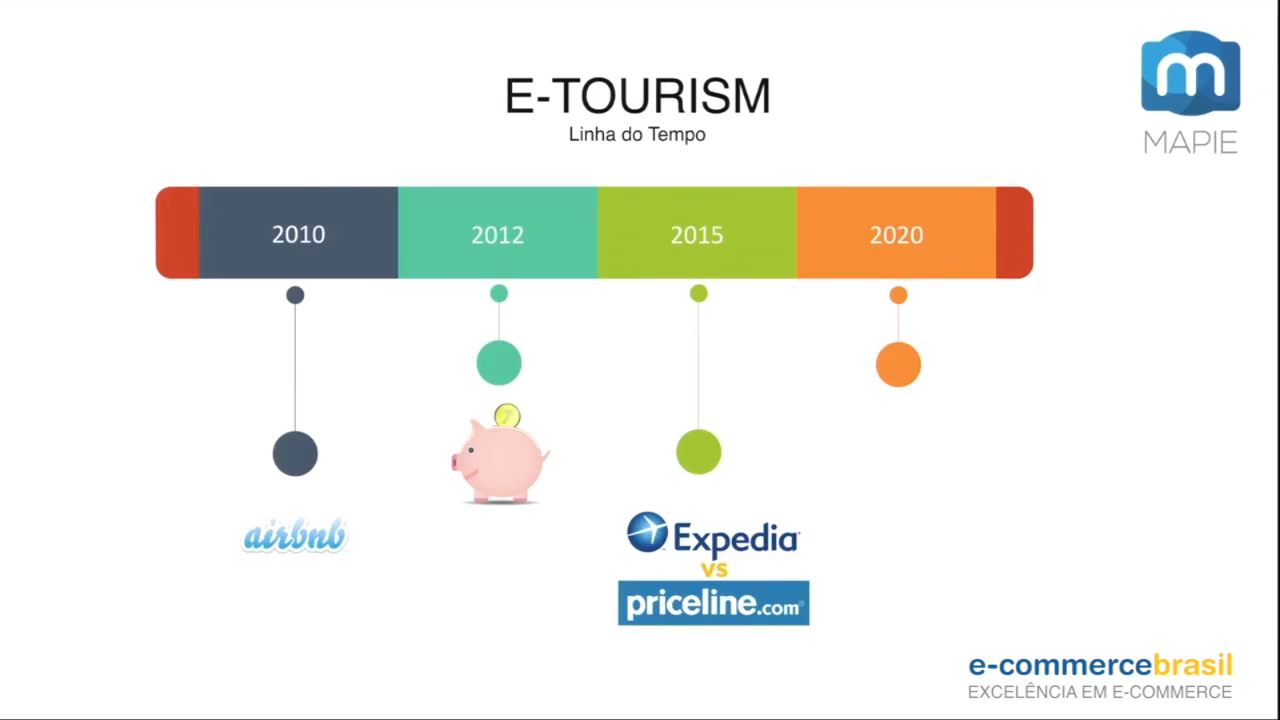 E-TOURISM
Linha do Tempo
m
MAPIE
2010
2012
2015
2020
airbnb
Expedia
vs
priceline.com®
e-commercebrasil
EXCELÊNCIA EM E-COMMERCE